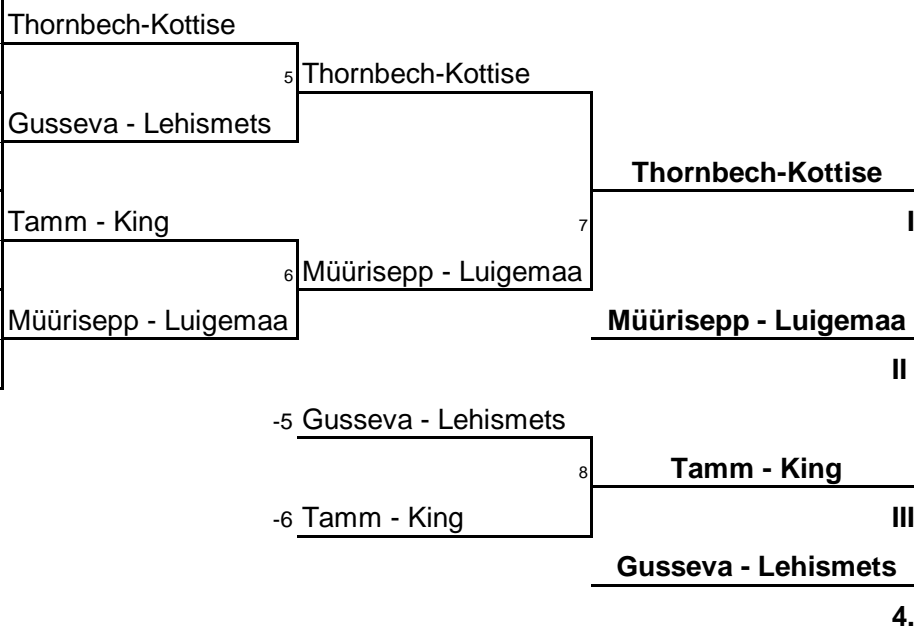 Thornbech-Kottise
5 Thornbech-Kottise
Gusseva - Lehismets
Thornbech-Kottise
Tamm - King
7 I
6 Müürisepp - Luigemaa
Müürisepp - Luigemaa
Müürisepp - Luigemaa
II
-5 Gusseva - Lehismets
8 Tamm - King
-6 Tamm - King
III
Gusseva - Lehismets
4.